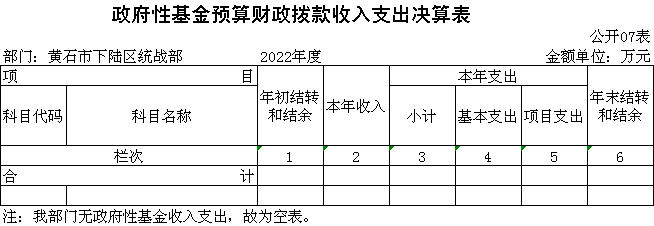 政府性基金预算财政拨款收入支出决算表
公开07表
部门：黄石市下陆区统战部 2022年度 金额单位：万元
项 目 年初结转和结余 本年收入 本年支出 年末结转和结余
科目代码 科目名称 小计 基本支出 项目支出
栏次 1 2 3 4 5 6
合 计
注：我部门无政府性基金收入支出，故为空表。